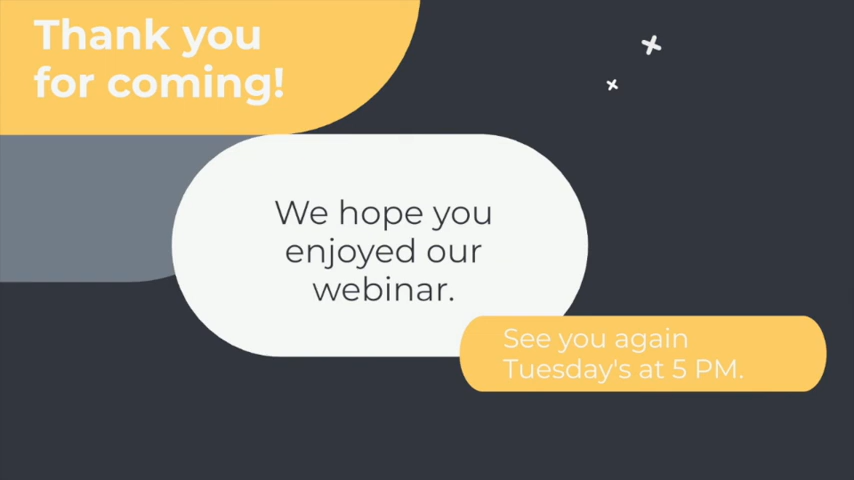 Thank you
for coming!
We hope you
enjoyed our
webinar.
See you again
Tuesday's at 5 PM.